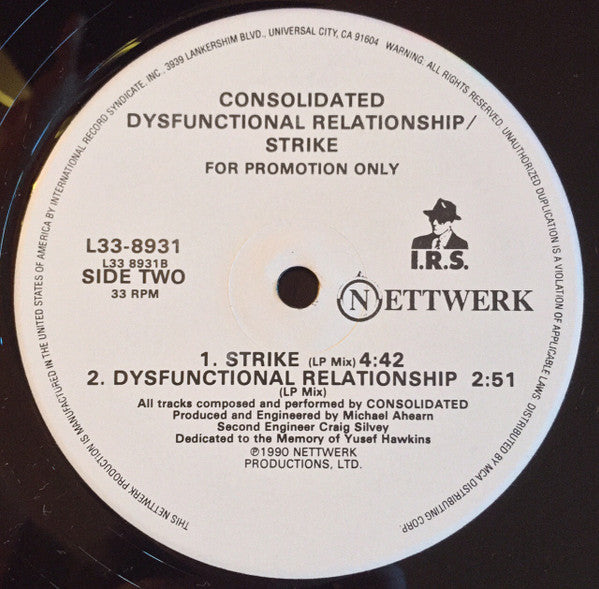 CONSOLIDATED
DYSFUNCTIONAL RELATIONSHIP/
STRIKE
FOR PROMOTION ONLY
L33-8931
L33 8931B
SIDE TWO
33 RPM
I.R.S.
NETTWERK
1. STRIKE (LP Mix) 4:42
2. DYSFUNCTIONAL RELATIONSHIP 2:51
(LP Mix)
All tracks composed and performed by CONSOLIDATED
Produced and Engineered by Michael Ahearn
Second Engineer Craig Silvey
Dedicated to the Memory of Yusef Hawkins
℗1990 NETTWERK
PRODUCTIONS, LTD.
THIS NETTWERK PRODUCTION IS MANUFACTURED IN THE UNITED STATES OF AMERICA BY INTERNATIONAL RECORD SYNDICATE, INC., 3939 LANKERSHIM BLVD., UNIVERSAL CITY, CA 91604 WARNING: ALL RIGHTS RESERVED. UNAUTHORIZED DUPLICATION IS A VIOLATION OF APPLICABLE LAWS. DISTRIBUTED BY MCA DISTRIBUTING CORP.